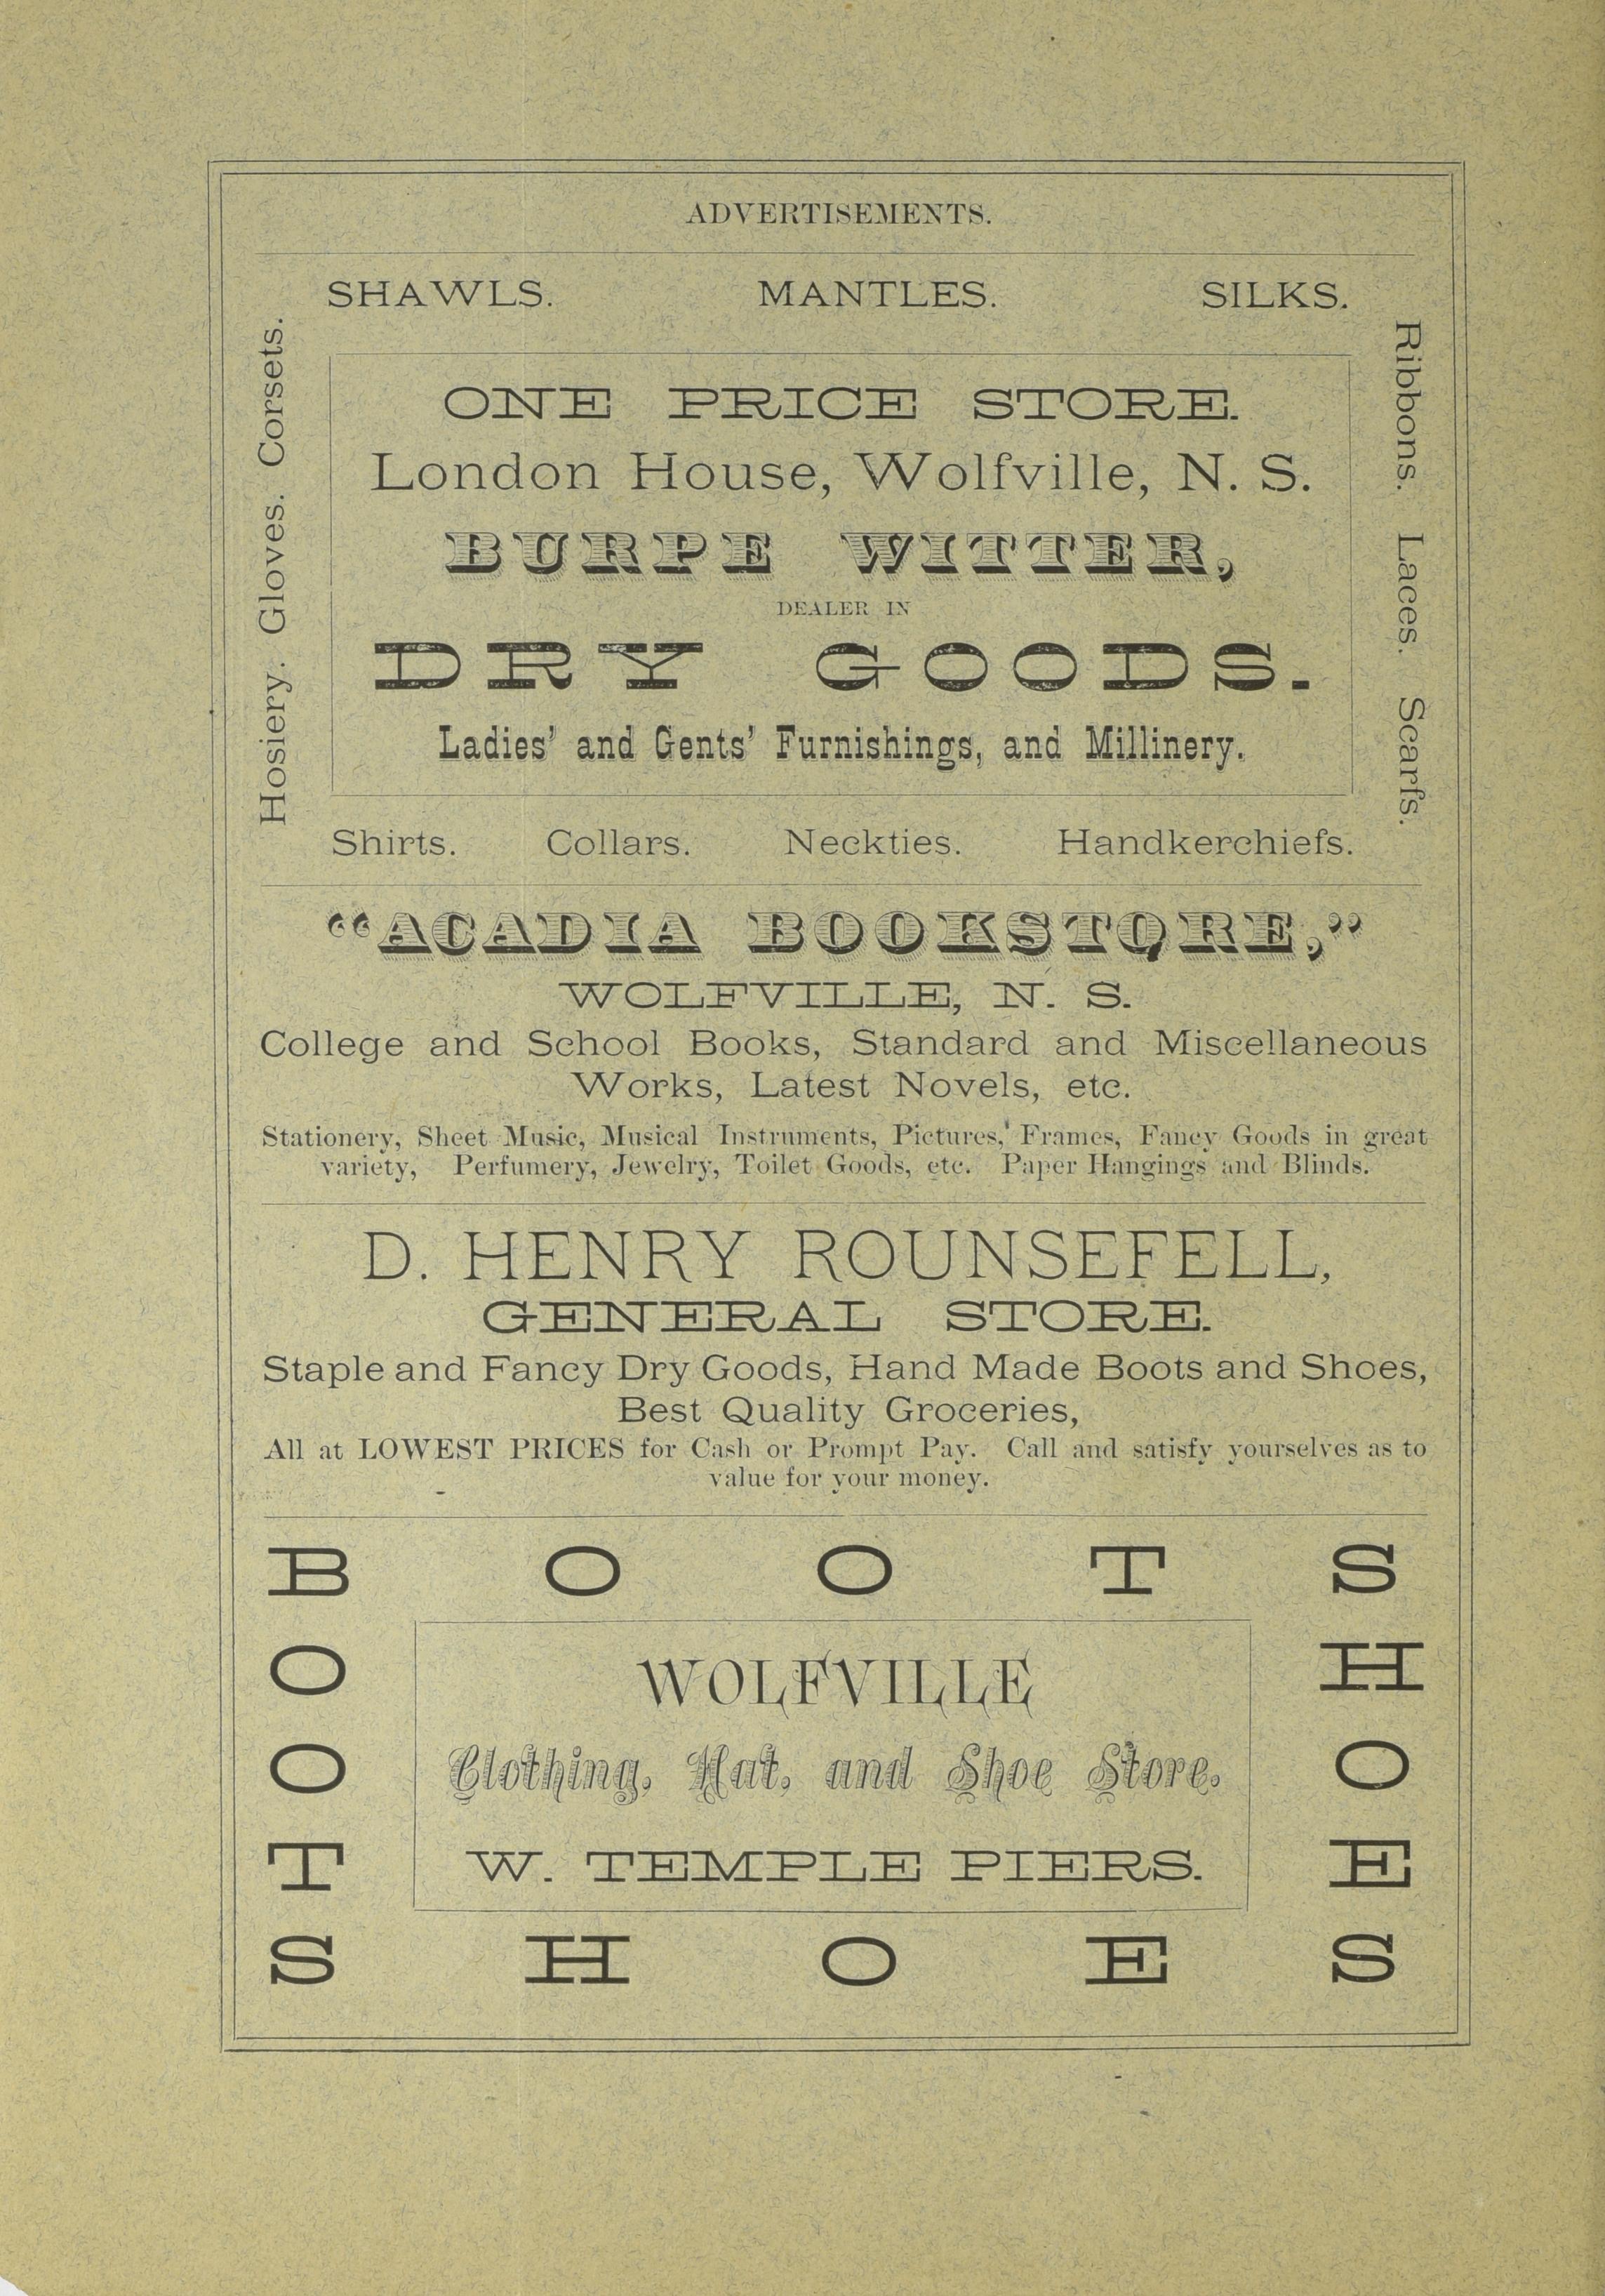 ADVERTISEMENTS.
SHAWLS. MANTLES. SILKS.
Hosiery. Gloves. Corsets.
ONE PRICE STORE.
London House, Wolfville, N. S.
BURPE WITTER,
DEALER IN
DRY GOODS.
Ladies' and Gents' Furnishings, and Millinery.
Ribbons. Laces. Scarfs.
Shirts. Collars. Neckties. Handkerchiefs.
"ACADIA BOOKSTORE,"
WOLFVILLE, N. S.
College and School Books, Standard and Miscellaneous
Works, Latest Novels, etc.
Stationery, Sheet Music, Musical Instruments, Pictures, Frames, Fancy Goods in great
variety, Perfumery, Jewelry, Toilet Goods, etc. Paper Hangings and Blinds.
D. HENRY ROUNSEFELL,
GENERAL STORE.
Staple and Fancy Dry Goods, Hand Made Boots and Shoes,
Best Quality Groceries,
All at LOWEST PRICES for Cash or Prompt Pay. Call and satisfy yourselves as to
value for your money.
BOOTS
BOOTS
WOLFVILLE
Clothing, Hat, and Shoe Store.
W. TEMPLE PIERS.
SHOES
SHOES